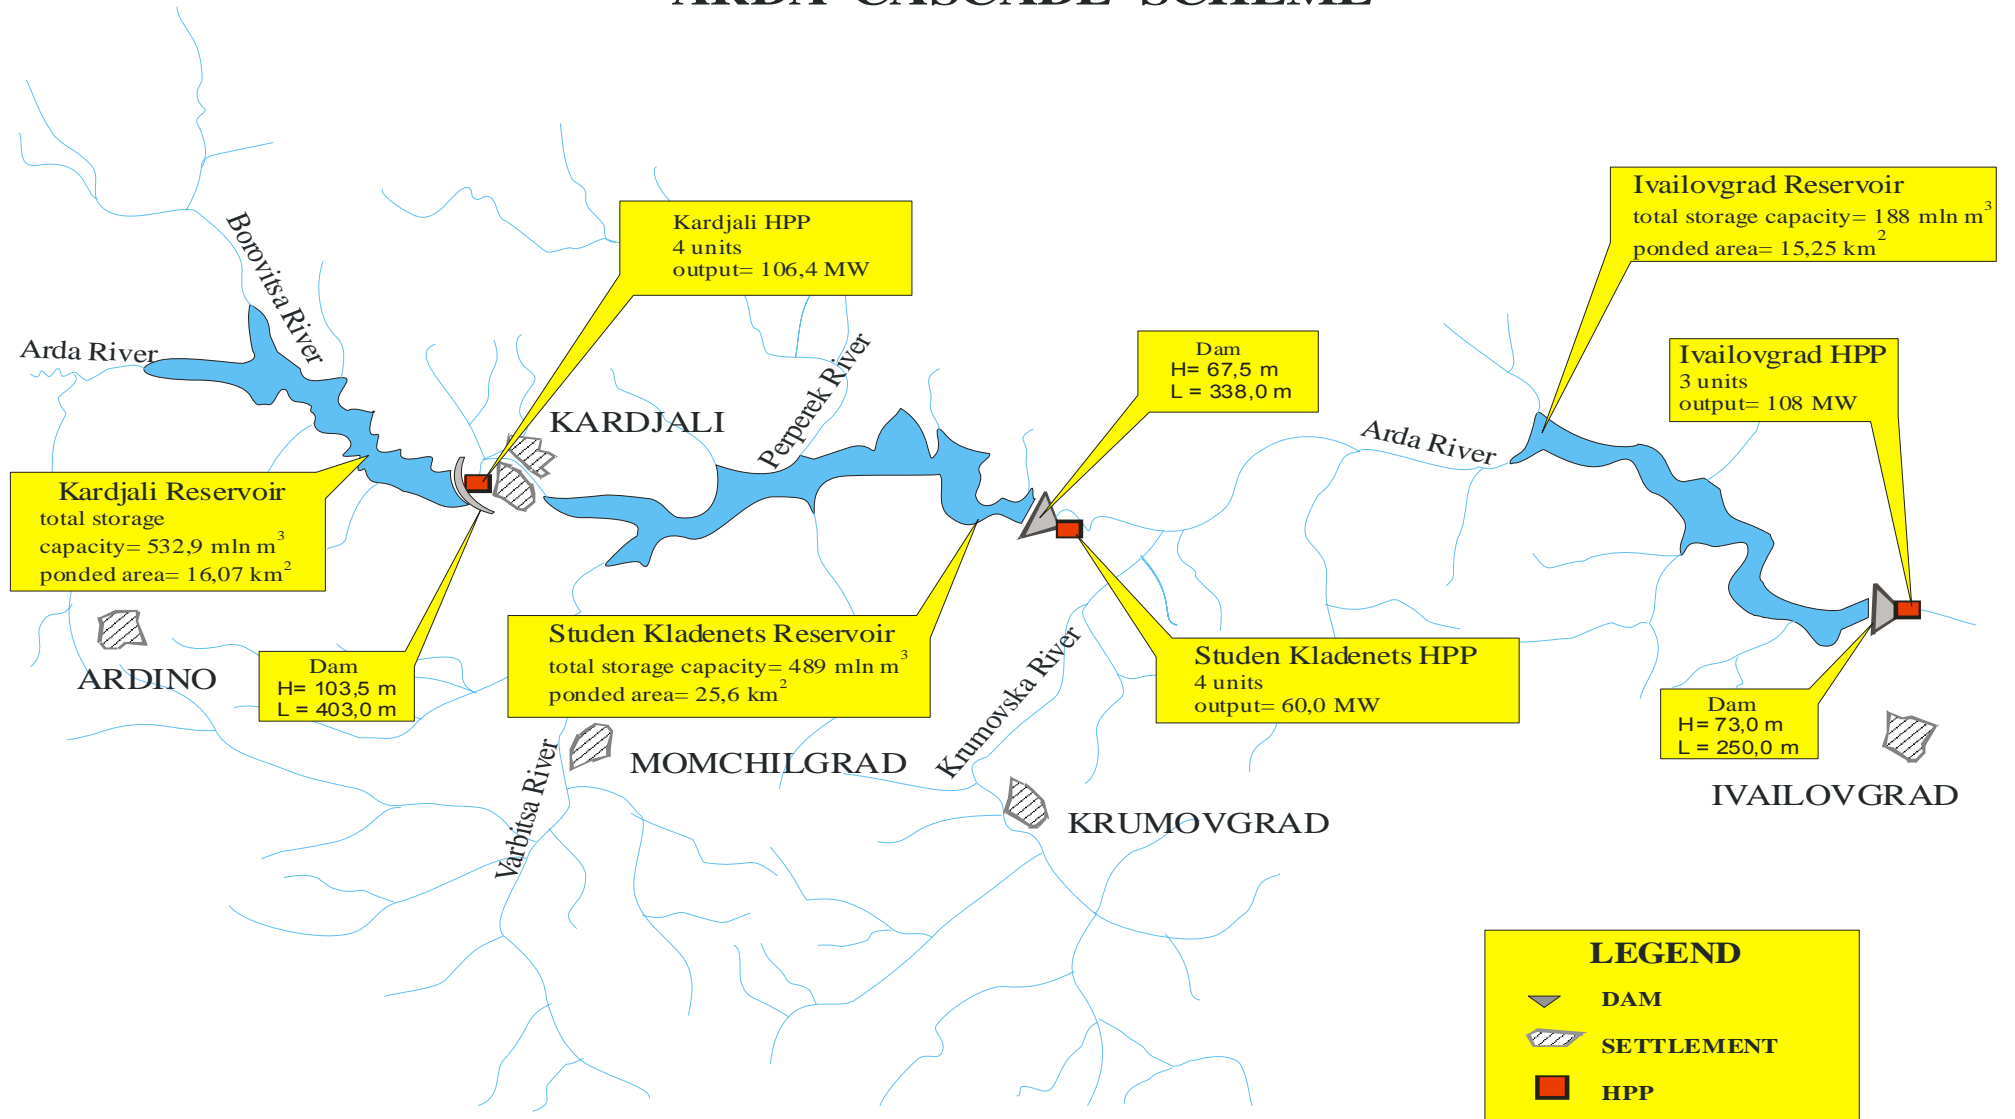 ARDA CASCADE SCHEME
Ivailovgrad Reservoir
total storage capacity= 188 mln m³
ponded area= 15,25 km²
Kardjali HPP
4 units
output= 106,4 MW
Borovitsa River
Arda River
Perperek River
Dam
H= 67,5 m
L = 338,0 m
Ivailovgrad HPP
3 units
output= 108 MW
KARDJALI
Arda River
Kardjali Reservoir
total storage
capacity= 532,9 mln m³
ponded area= 16,07 km²
Studen Kladenets Reservoir
total storage capacity= 489 mln m³
ponded area= 25,6 km²
Krumovska River
Studen Kladenets HPP
4 units
output= 60,0 MW
ARDINO
Dam
H= 103,5 m
L = 403,0 m
Dam
H= 73,0 m
L = 250,0 m
Varbitsa River
MOMCHILGRAD
KRUMOVGRAD
IVAILOVGRAD
LEGEND
DAM
SETTLEMENT
HPP